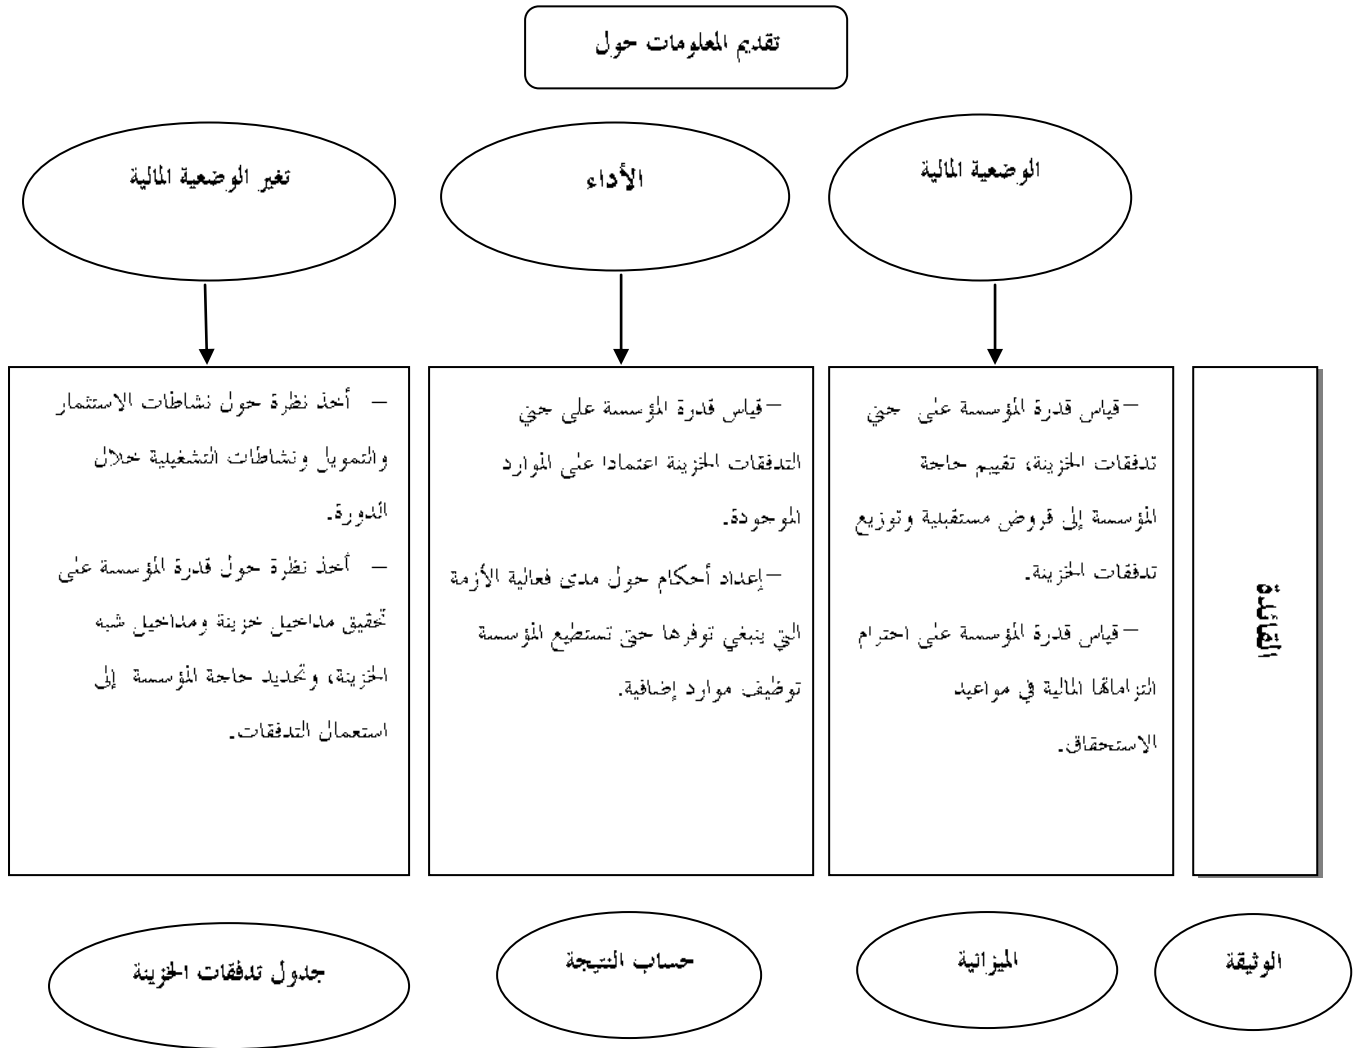 تقديم المعلومات حول
الوضعية المالية
الأداء
تغير الوضعية المالية
الفائدة
–قياس قدرة المؤسسة على جني
تدفقات الخزينة، تقييم حاجة
المؤسسة إلى قروض مستقبلية وتوزيع
تدفقات الخزينة.
–قياس قدرة المؤسسة على احترام
التزاماتها المالية في مواعيد
الاستحقاق.
–قياس قدرة المؤسسة على جني
التدفقات الخزينة اعتمادا على الموارد
الموجودة.
–إعداد أحكام حول مدى فعالية الأزمة
التي ينبغي توفرها حتى تستطيع المؤسسة
توظيف موارد إضافية.
– أخذ نظرة حول نشاطات الاستثمار
والتمويل ونشاطات التشغيلية خلال
الدورة.
– أخذ نظرة حول قدرة المؤسسة على
تحقيق مداخيل خزينة ومداخيل شبه
الخزينة، وتحديد حاجة المؤسسة إلى
استعمال التدفقات.
الوثيقة
الميزانية
حساب النتيجة
جدول تدفقات الخزينة